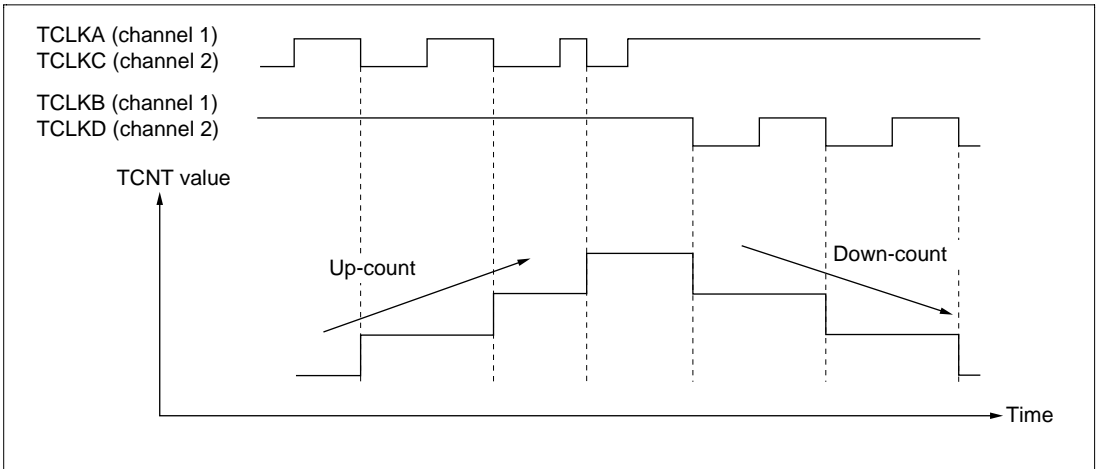 TCLKA (channel 1)
TCLKC (channel 2)
TCLKB (channel 1)
TCLKD (channel 2)
TCNT value
Up-count
Down-count
Time